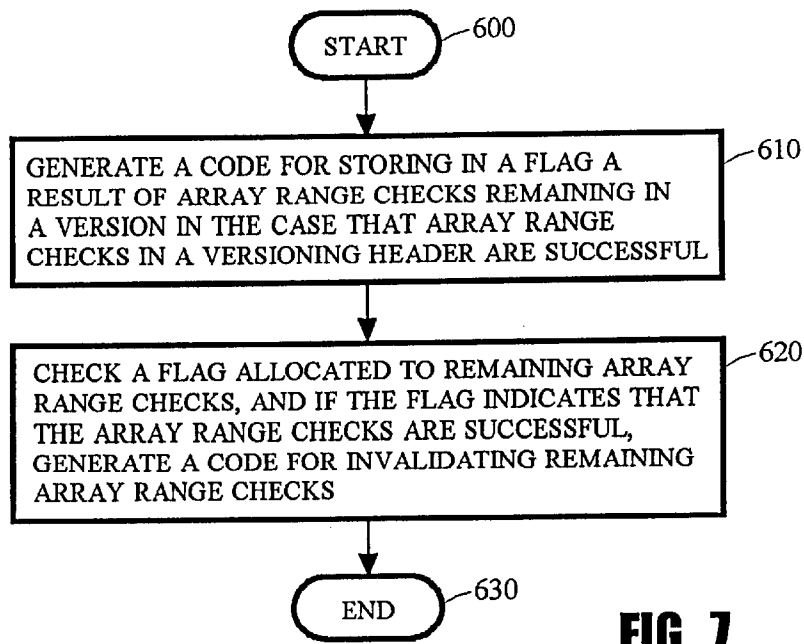 START
600
GENERATE A CODE FOR STORING IN A FLAG A
RESULT OF ARRAY RANGE CHECKS REMAINING IN
A VERSION IN THE CASE THAT ARRAY RANGE
CHECKS IN A VERSIONING HEADER ARE SUCCESSFUL
610
CHECK A FLAG ALLOCATED TO REMAINING ARRAY
RANGE CHECKS, AND IF THE FLAG INDICATES THAT
THE ARRAY RANGE CHECKS ARE SUCCESSFUL,
GENERATE A CODE FOR INVALIDATING REMAINING
ARRAY RANGE CHECKS
620
END
630
FIG. 7